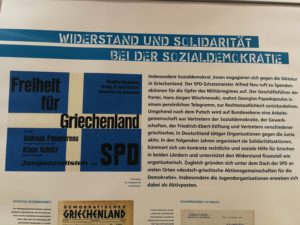 WIDERSTAND UND SOLIDARITÄT
BEI DER SOZIALDEMOKRATIE
Freiheit
für
Griechenland
Andreas Papandreou
Klaus Schütz
Jungsozialisten
SPD
Insbesondere Sozialdemokrat_innen engagieren sich gegen die Diktatur
in Griechenland. Der SPD-Schatzmeister Alfred Nau ruft zu Spenden-
aktionen für die Opfer des Militärregimes auf. Der Geschäftsführer der
Partei, Hans-Jürgen Wischnewski, mahnt Georgios Papadopoulos in
einem persönlichen Telegramm, zur Rechtsstaatlichkeit zurückzukehren.
Umgehend nach dem Putsch wird auf Bundesebene eine Arbeits-
gemeinschaft aus Vertretern der Sozialdemokratie, der Gewerk-
schaften, der Friedrich-Ebert-Stiftung und Vertretern verschiedener
griechischer, in Deutschland tätiger Organisationen gegen die Junta
aktiv. In den folgenden Jahren organisiert sie Solidaritätsaktionen,
kümmert sich um konkrete rechtliche und soziale Hilfe für Griechen
in beiden Ländern und unterstützt den Widerstand finanziell wie
organisatorisch. Zugleich gründen sich unter dem Dach der SPD an
vielen Orten »deutsch-griechische Aktionsgemeinschaften für die
Demokratie«. Insbesondere die Jugendorganisationen erweisen sich
dabei als Aktivposten.
DEMOKRATISCHES
GRIECHENLAND